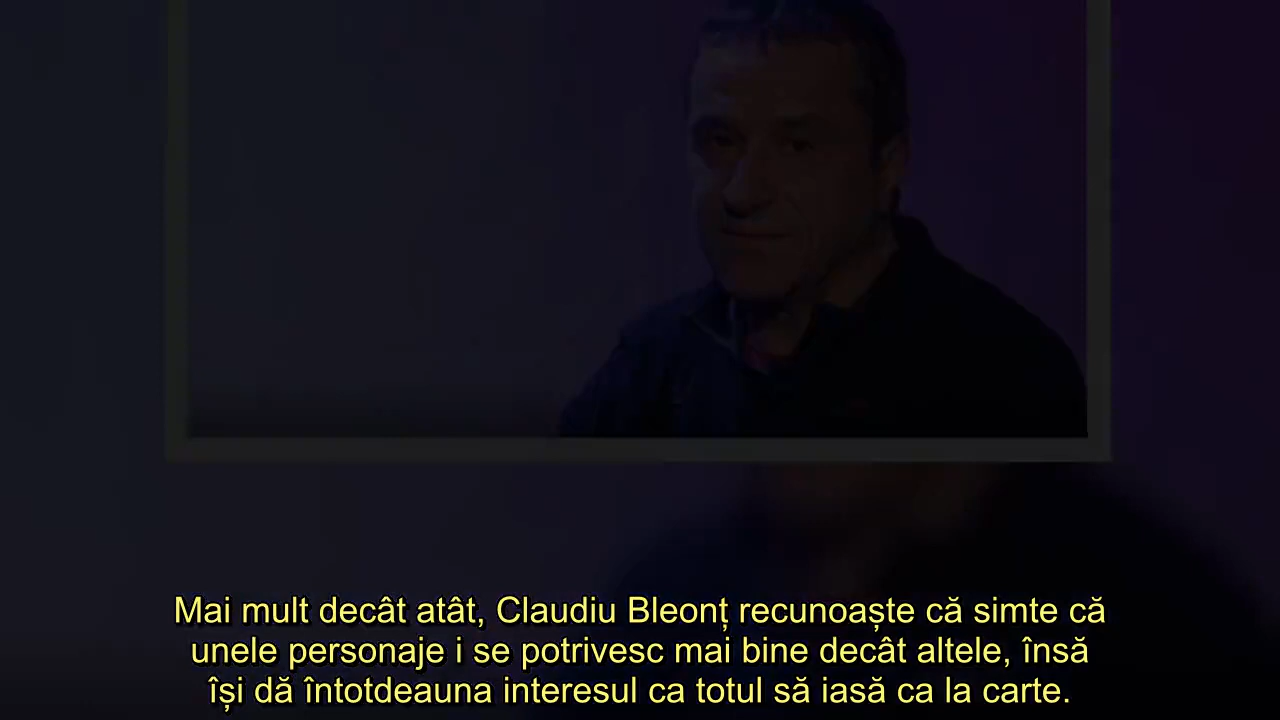 Mai mult decât atât, Claudiu Bleonț recunoaște că simte că
unele personaje i se potrivesc mai bine decât altele, însă
își dă întotdeauna interesul ca totul să iasă ca la carte.